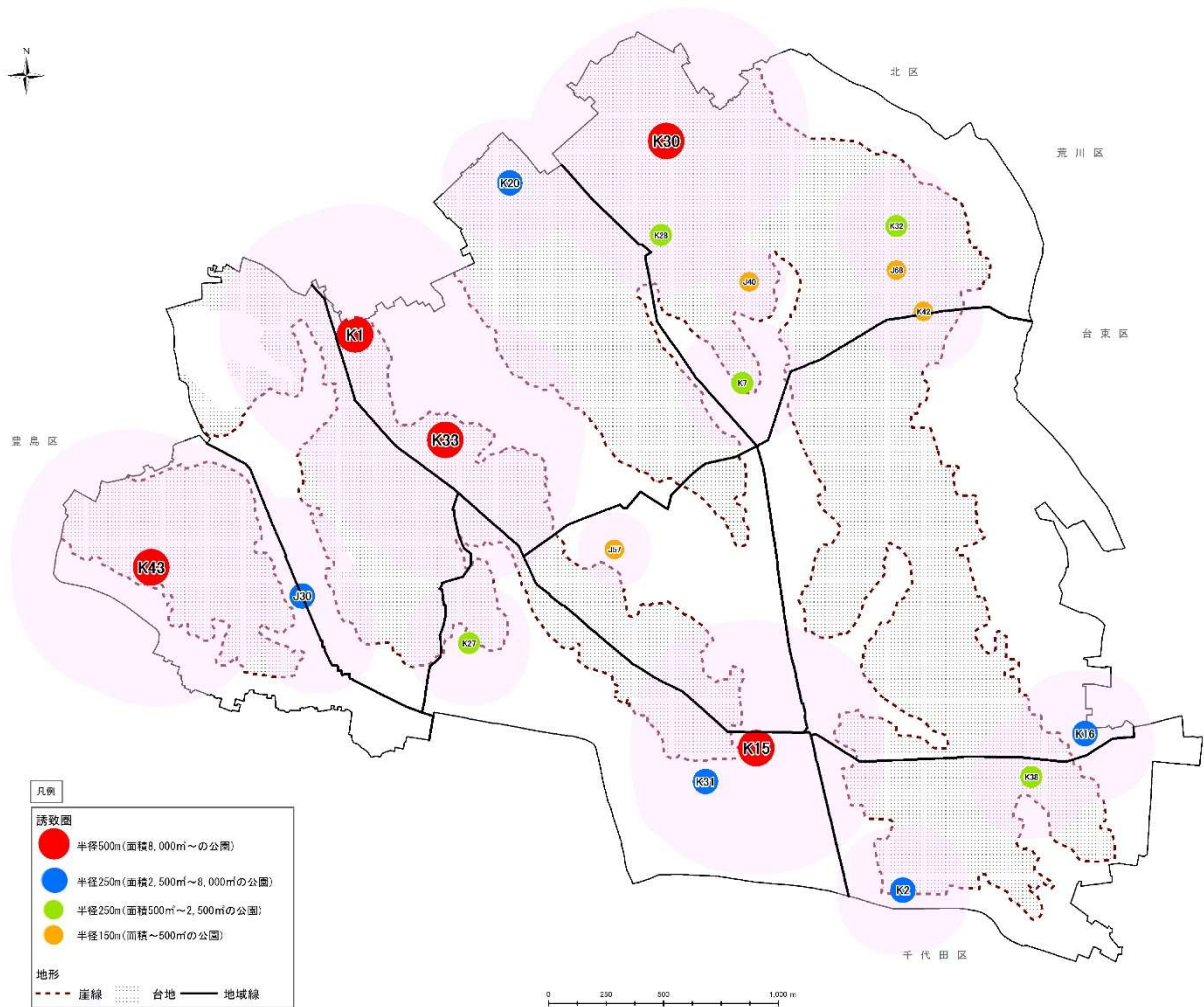 N
北区
荒川区
台東区
豊島区
千代田区
K30
K20
K28
K32
J40
J68
K42
K1
K7
K33
J57
K43
J30
K27
K15
K16
K31
K38
K2
凡例
誘致圏
半径500m(面積8,000㎡～の公園)
半径250m(面積2,500㎡～8,000㎡の公園)
半径250m(面積500㎡～2,500㎡の公園)
半径150m(面積～500㎡の公園)
地形
崖線 台地 地域線
0 250 500 1,000 m